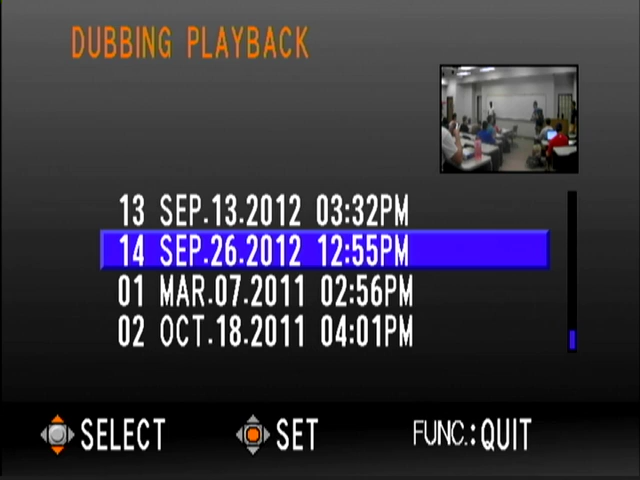 DUBBING PLAYBACK
13 SEP.13.2012 03:32PM
14 SEP.26.2012 12:55PM
01 MAR.07.2011 02:56PM
02 OCT.18.2011 04:01PM
SELECT SET FUNC.:QUIT